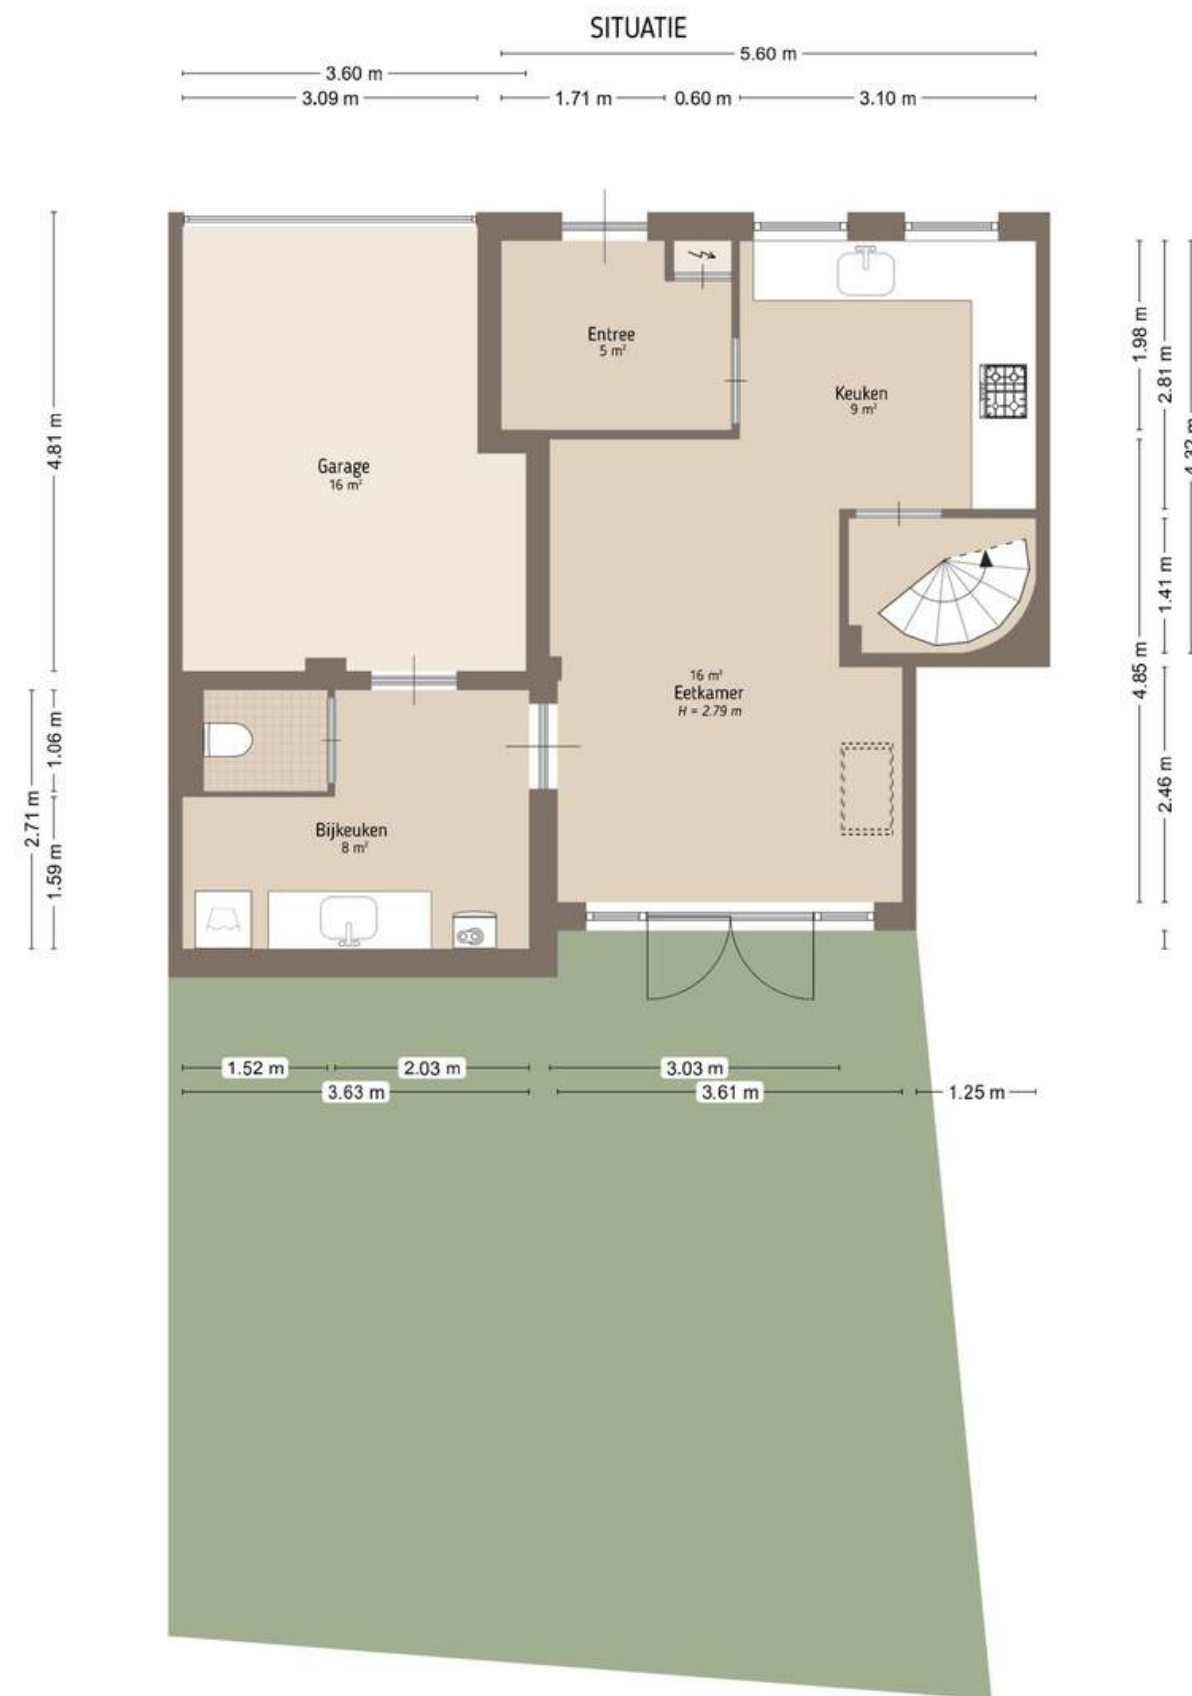 SITUATIE
5.60 m
3.60 m
3.09 m
1.71 m
0.60 m
3.10 m
4.81 m
Entree
5 m²
Keuken
9 m²
1.98 m
2.81 m
4.32 m
Garage
16 m²
1.41 m
16 m²
Eetkamer
H = 2.79 m
4.85 m
1.06 m
2.71 m
2.46 m
Bijkeuken
8 m²
1.59 m
1.52 m
2.03 m
3.03 m
3.63 m
3.61 m
1.25 m